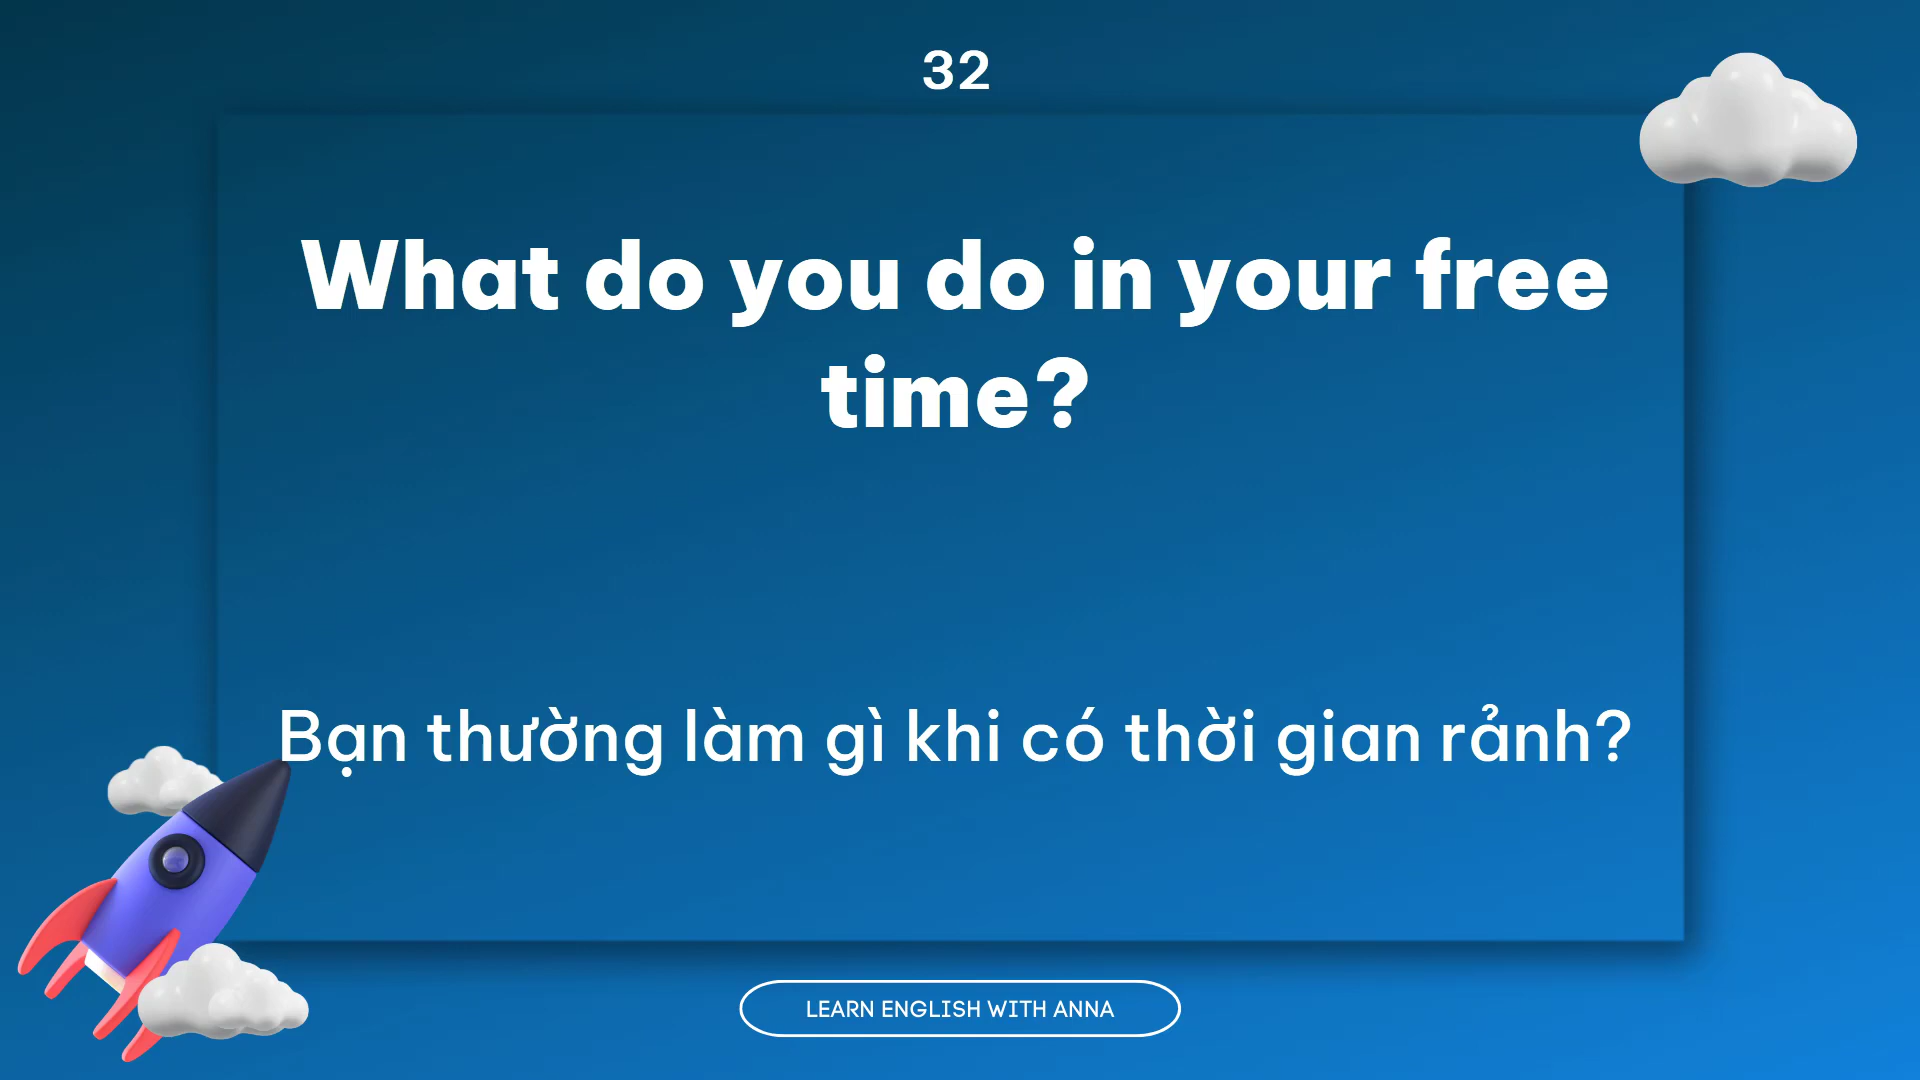 32
What do you do in your free
time?
Bạn thường làm gì khi có thời gian rảnh?
LEARN ENGLISH WITH ANNA